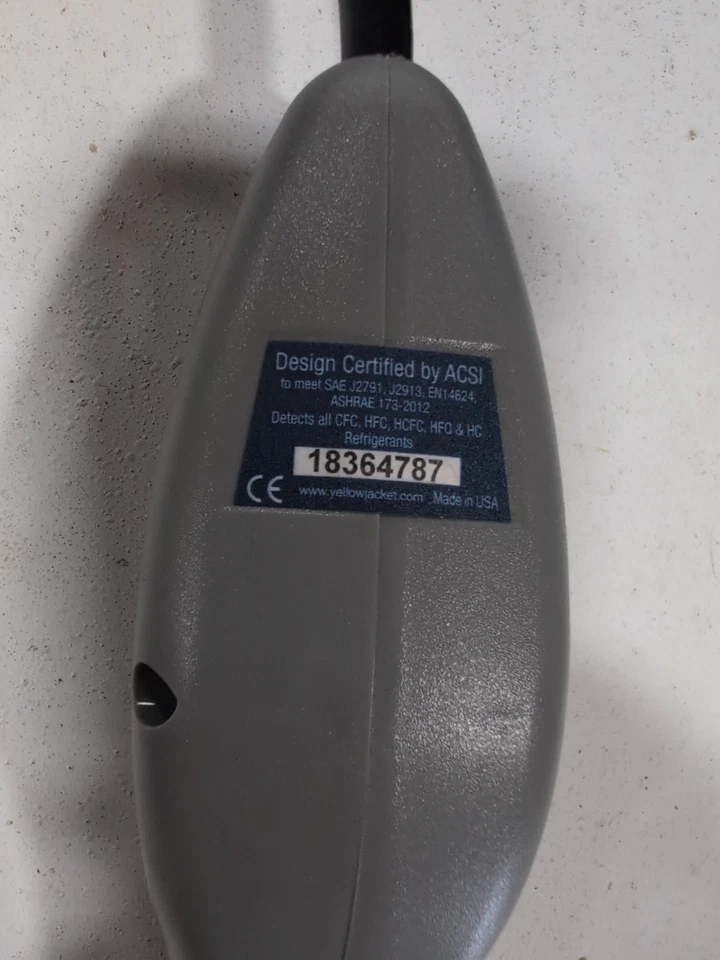 Design Certified by ACSI
to meet SAE J2791, J2913, EN14624,
ASHRAE 173-2012
Detects all CFC, HFC, HCFC, HFO & HC
Refrigerants
18364787
CE www.yellowjacket.com Made in USA